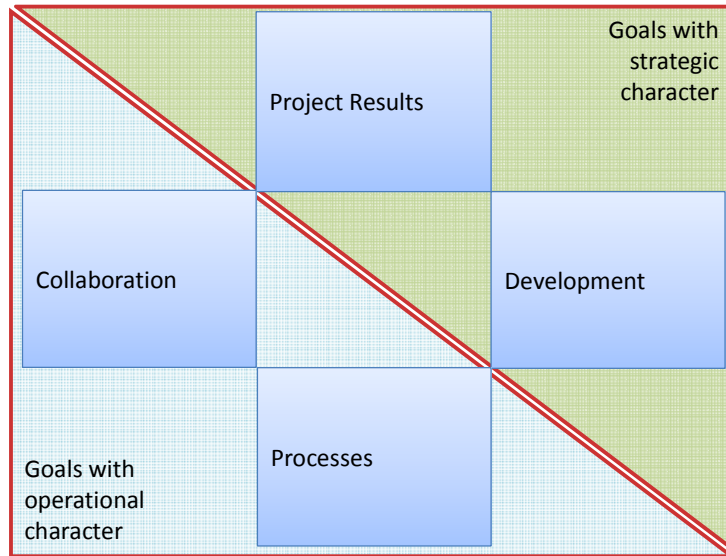 Goals with
strategic
character
Project Results
Collaboration
Development
Processes
Goals with
operational
character